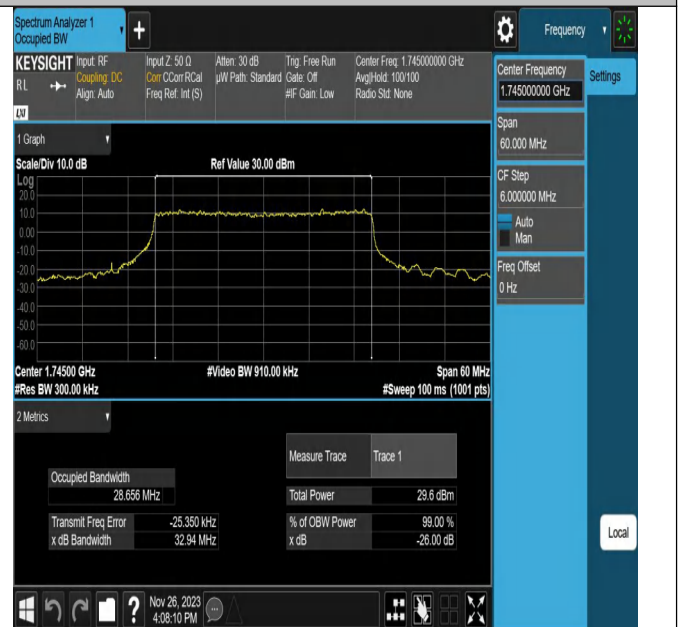 Spectrum Analyzer 1
Occupied BW
+
Frequency
KEYSIGHT Input: RF Input Z: 50 Ω Atten: 30 dB Trig: Free Run Center Freq: 1.745000000 GHz
RL Coupling: DC Corr CCorr RCal µW Path: Standard Gate: Off Avg|Hold: 100/100
Align: Auto Freq Ref: Int (S) #IF Gain: Low Radio Std: None
LXI
Center Frequency
1.745000000 GHz
Settings
Span
60.000 MHz
CF Step
6.000000 MHz
Auto
Man
Freq Offset
0 Hz
1 Graph
Scale/Div 10.0 dB Ref Value 30.00 dBm
Log
20.0
10.0
0.00
-10.0
-20.0
-30.0
-40.0
-50.0
-60.0
Center 1.74500 GHz #Video BW 910.00 kHz Span 60 MHz
#Res BW 300.00 kHz #Sweep 100 ms (1001 pts)
2 Metrics
Measure Trace Trace 1
Occupied Bandwidth
28.656 MHz Total Power 29.6 dBm
Transmit Freq Error -25.350 kHz % of OBW Power 99.00 %
x dB Bandwidth 32.94 MHz x dB -26.00 dB
Local
? Nov 26, 2023
4:08:10 PM